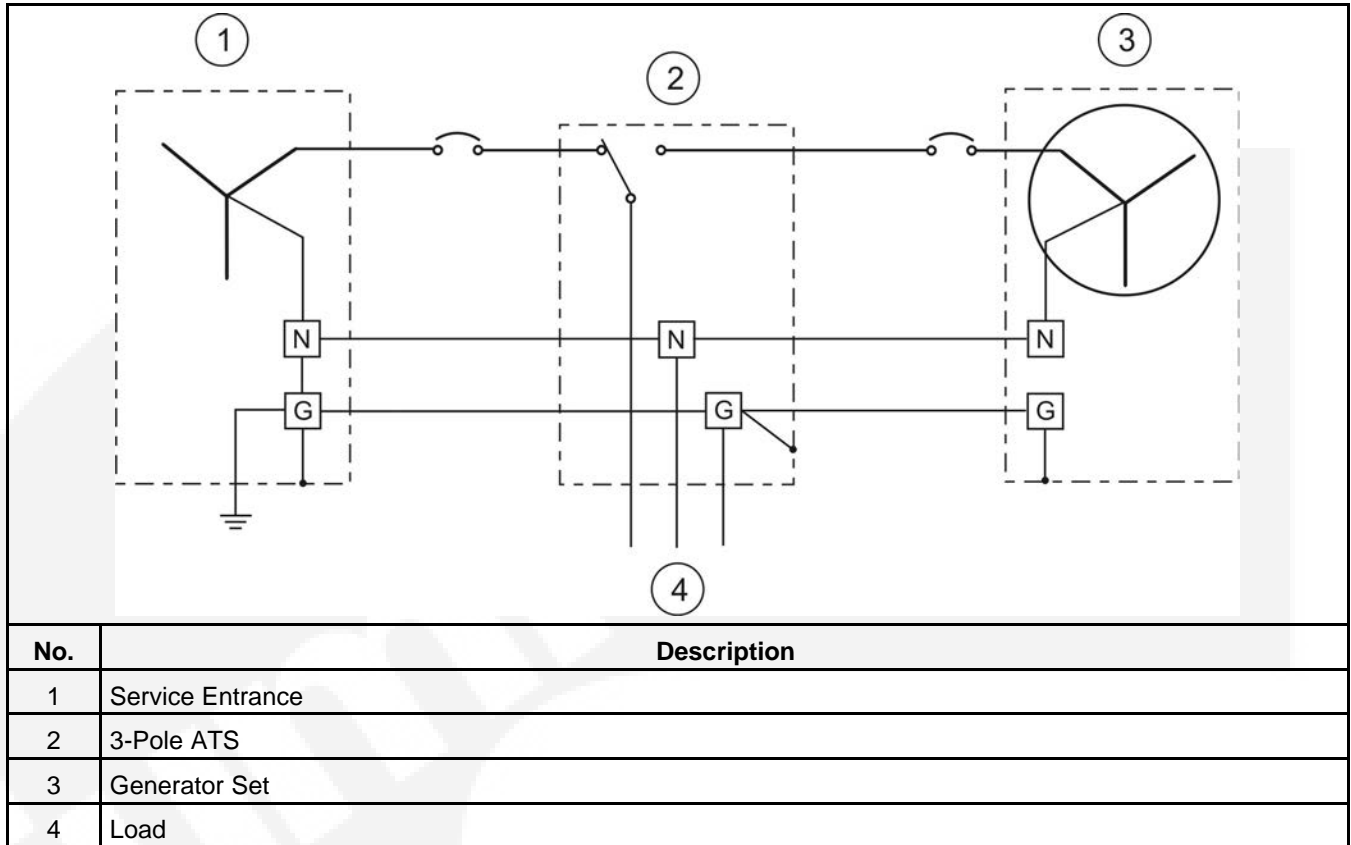 1
2
3
N
N
N
G
G
G
4
No. Description
1 Service Entrance
2 3-Pole ATS
3 Generator Set
4 Load